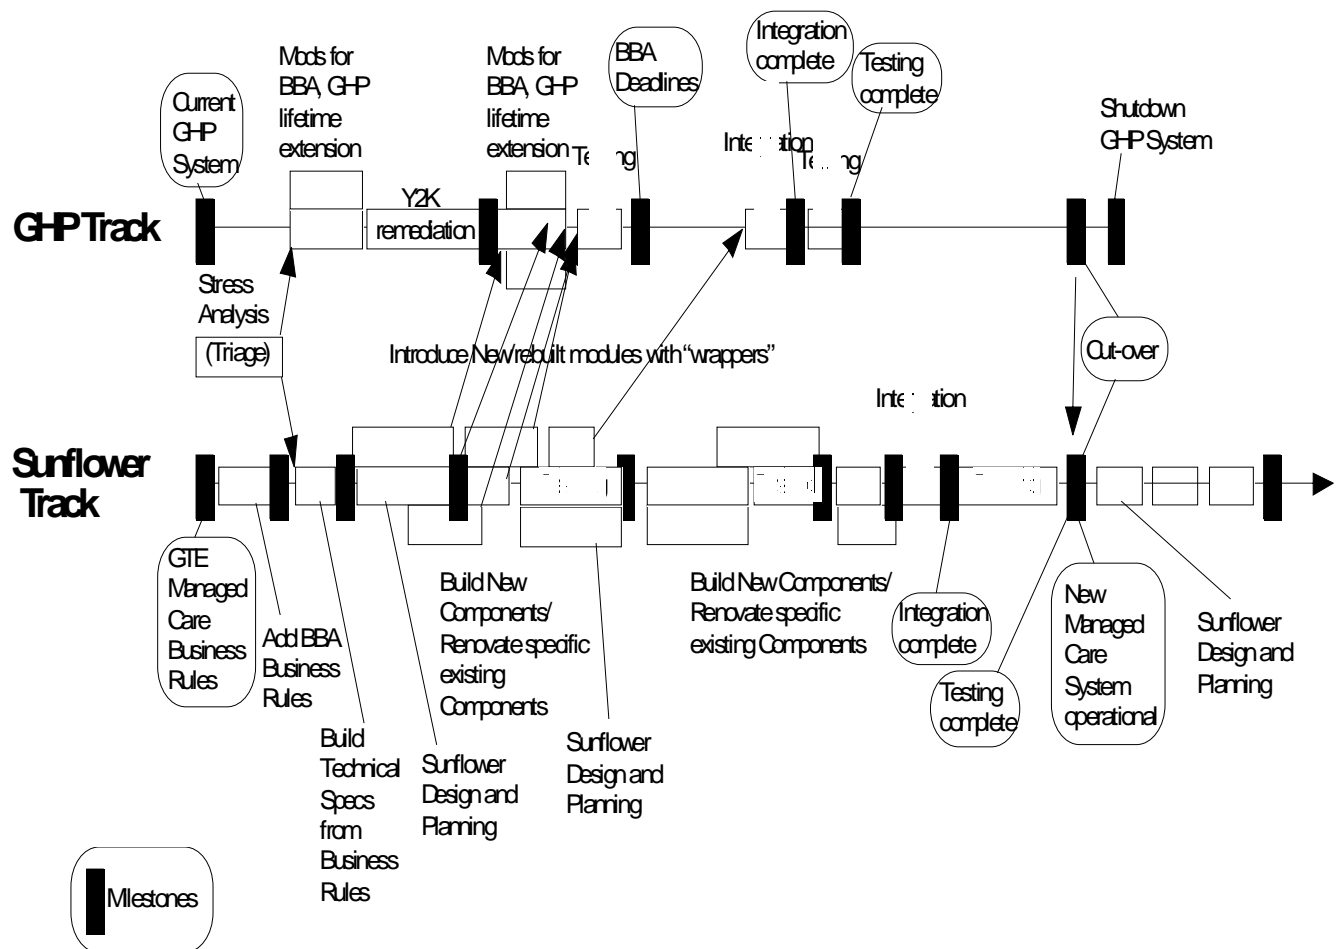 Current
GHP
System
Mods for
BBA, GHP
lifetime
extension
Mods for
BBA, GHP
lifetime
extension
BBA
Deadlines
Integration
complete
Testing
complete
Shutdown
GHP System
Y2K
remediation
GHP Track
Stress
Analysis
(Triage)
Introduce New/rebuilt modules with “wrappers”
Cut-over
Sunflower
Track
GTE
Managed
Care
Business
Rules
Add BBA
Business
Rules
Build
Technical
Specs
from
Business
Rules
Sunflower
Design and
Planning
Build New
Components/
Renovate specific
existing
Components
Sunflower
Design and
Planning
Build New Components/
Renovate specific
existing Components
Integration
complete
Testing
complete
New
Managed
Care
System
operational
Sunflower
Design and
Planning
Milestones